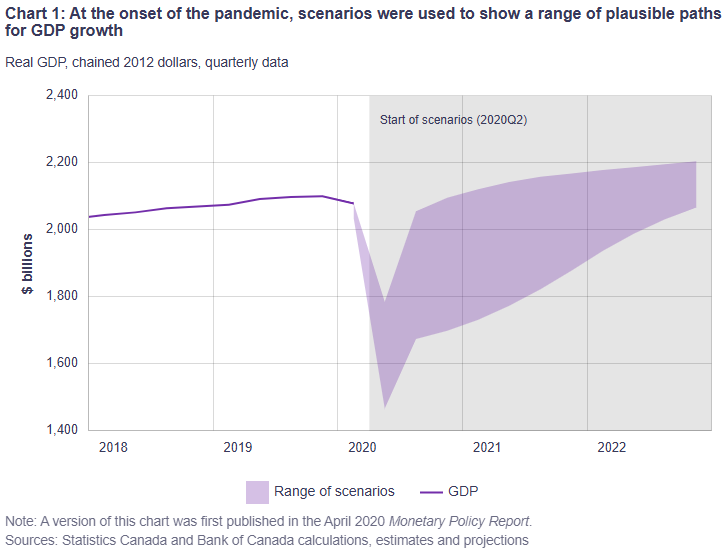 Chart 1: At the onset of the pandemic, scenarios were used to show a range of plausible paths
for GDP growth
Real GDP, chained 2012 dollars, quarterly data
2,400
2,200
2,000
1,800
1,600
1,400
$ billions
Start of scenarios (2020Q2)
2018
2019
2020
2021
2022
Range of scenarios
GDP
Note: A version of this chart was first published in the April 2020 Monetary Policy Report.
Sources: Statistics Canada and Bank of Canada calculations, estimates and projections